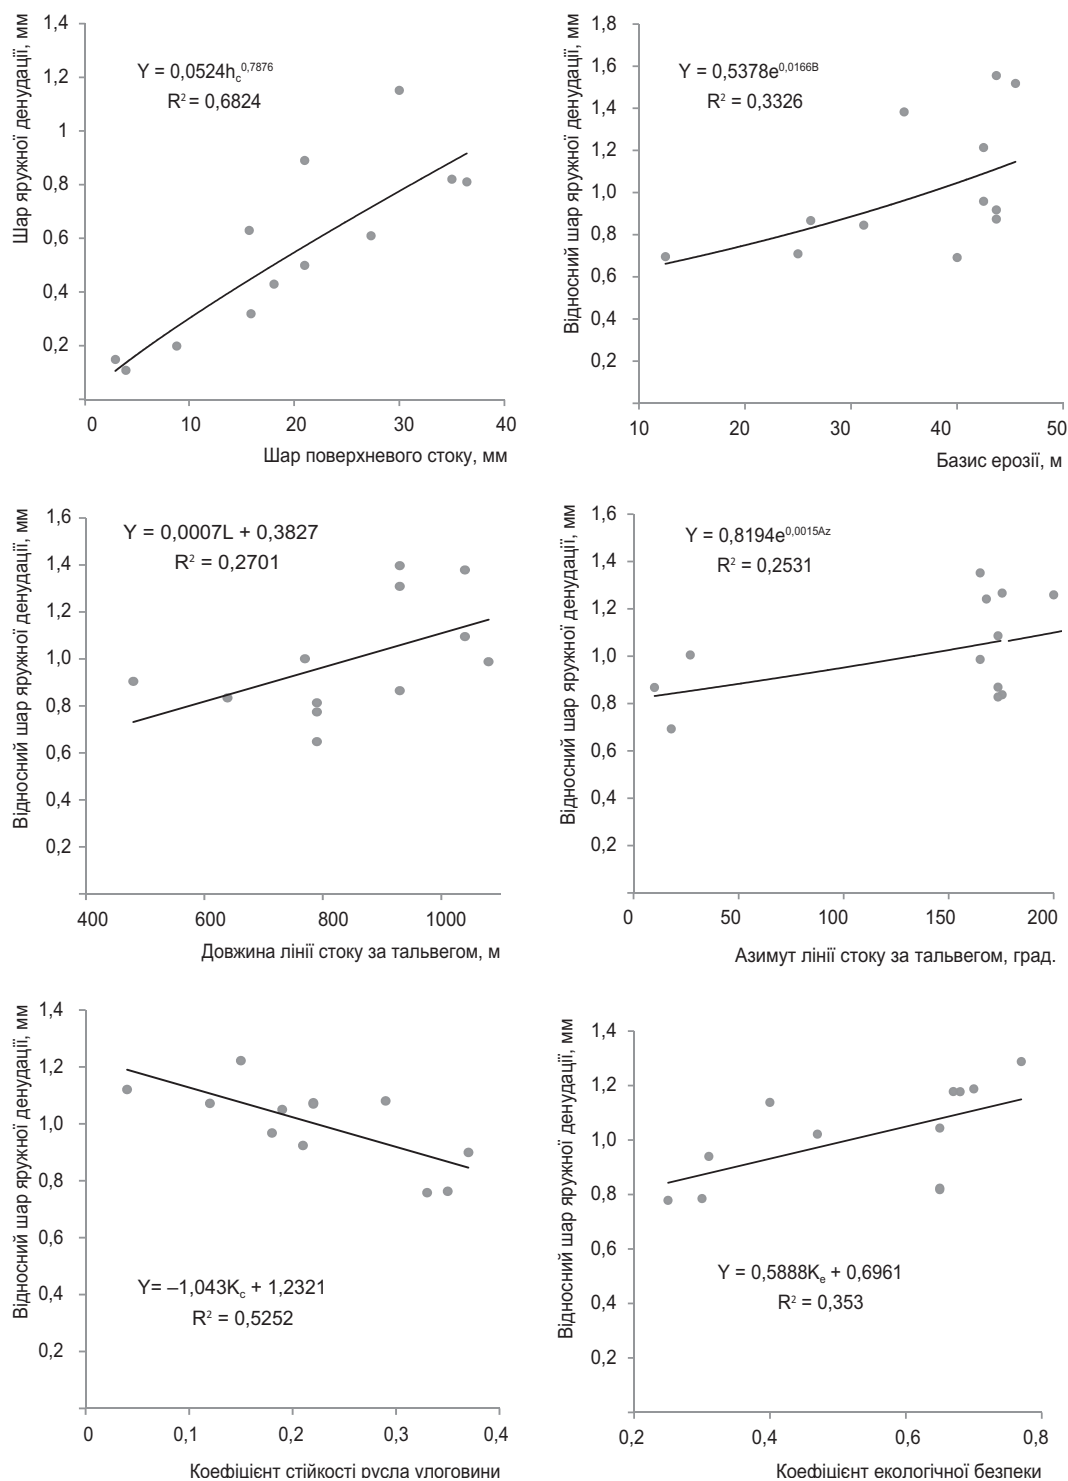 Шар яружної денудації, мм
1,4
1,2
1
0,8
0,6
0,4
0,2
Y = 0,0524h_c^0,7876
R² = 0,6824
0 10 20 30 40
Шар поверхневого стоку, мм
Відносний шар яружної денудації, мм
1,8
1,6
1,4
1,2
1,0
0,8
0,6
0,4
0,2
Y = 0,5378e^0,0166B
R² = 0,3326
10 20 30 40 50
Базис ерозії, м
Відносний шар яружної денудації, мм
1,6
1,4
1,2
1,0
0,8
0,6
0,4
0,2
Y = 0,0007L + 0,3827
R² = 0,2701
400 600 800 1000
Довжина лінії стоку за тальвегом, м
Відносний шар яружної денудації, мм
1,6
1,4
1,2
1,0
0,8
0,6
0,4
0,2
Y = 0,8194e^0,0015Az
R² = 0,2531
0 50 100 150 200
Азимут лінії стоку за тальвегом, град.
Відносний шар яружної денудації, мм
1,4
1,2
1,0
0,8
0,6
0,4
0,2
Y= –1,043K_c + 1,2321
R² = 0,5252
0 0,1 0,2 0,3 0,4
Коефіцієнт стійкості русла улоговини
Відносний шар яружної денудації, мм
1,4
1,2
1,0
0,8
0,6
0,4
0,2
Y = 0,5888K_e + 0,6961
R² = 0,353
0,2 0,4 0,6 0,8
Коефіцієнт екологічної безпеки